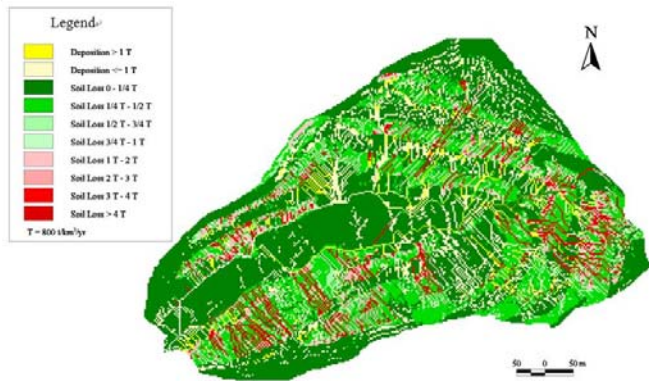 Legend
Deposition > 1 T
Deposition <= 1 T
Soil Loss 0 - 1/4 T
Soil Loss 1/4 T - 1/2 T
Soil Loss 1/2 T - 3/4 T
Soil Loss 3/4 T - 1 T
Soil Loss 1 T - 2 T
Soil Loss 2 T - 3 T
Soil Loss 3 T - 4 T
Soil Loss > 4 T
T = 800 t/km²/yr
N
50 0 50 m